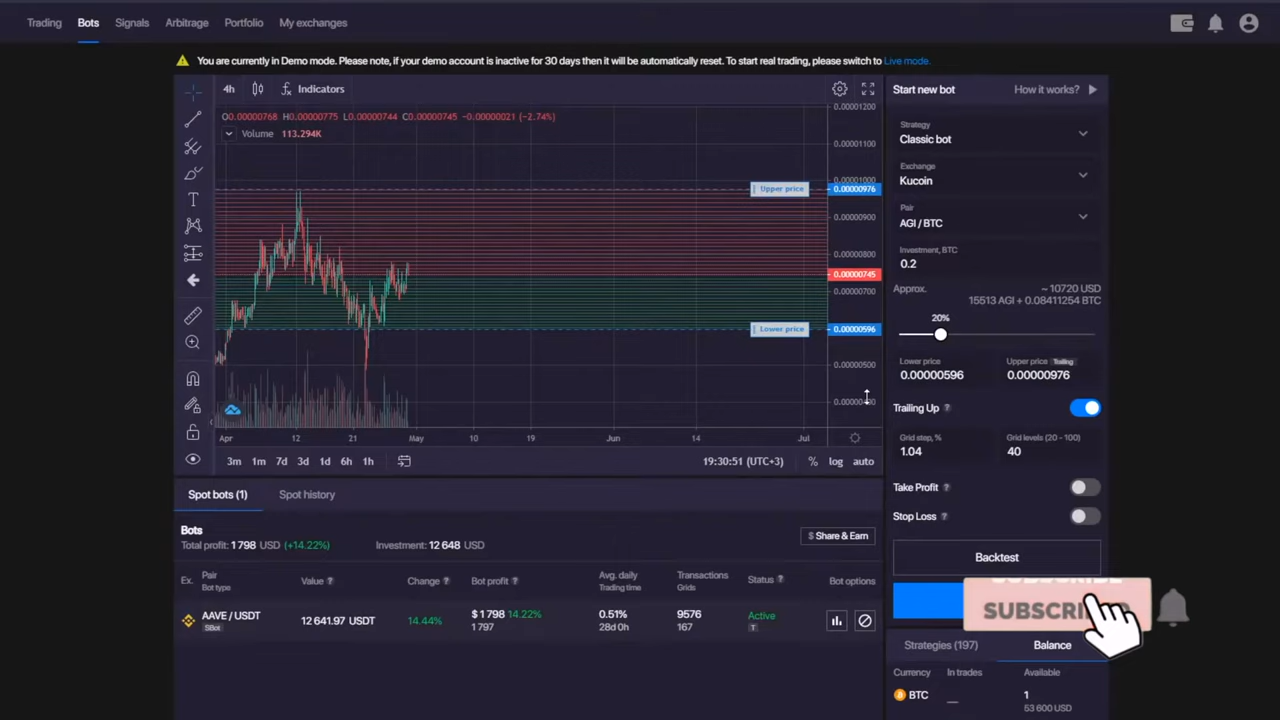 Trading Bots Signals Arbitrage Portfolio My exchanges
You are currently in Demo mode. Please note, if your demo account is inactive for 30 days then it will be automatically reset. To start real trading, please switch to Live mode.
4h Indicators
O0.00000768 H0.00000775 L0.00000744 C0.00000745 −0.00000021 (−2.74%)
Volume 113.294K
0.00001200
0.00001100
0.00001000
Upper price 0.00000976
0.00000900
0.00000800
0.00000745
0.00000700
Lower price 0.00000596
0.00000500
Apr 12 21 May 10 19 Jun 14 Jul
3m 1m 7d 3d 1d 6h 1h 19:30:51 (UTC+3) % log auto
Start new bot How it works?
Strategy
Classic bot
Exchange
Kucoin
Pair
AGI / BTC
Investment, BTC
0.2
Approx. ~ 10720 USD
15513 AGI + 0.08411254 BTC
20%
Lower price Upper price Trailing
0.00000596 0.00000976
Trailing Up ?
Grid step, % Grid levels (20 - 100)
1.04 40
Take Profit ?
Stop Loss ?
Backtest
Spot bots (1) Spot history
Bots
Total profit: 1 798 USD (+14.22%) Investment: 12 648 USD
$ Share & Earn
Ex. Pair Value ? Change ? Bot profit ? Avg. daily Transactions Status ? Bot options
Bot type Trading time Grids
AAVE / USDT 12 641.97 USDT 14.44% $ 1 798 14.22% 0.51% 9576 Active
SBot 1 797 28d 0h 167 T
Strategies (197) Balance
Currency In trades Available
BTC — 1
53 600 USD